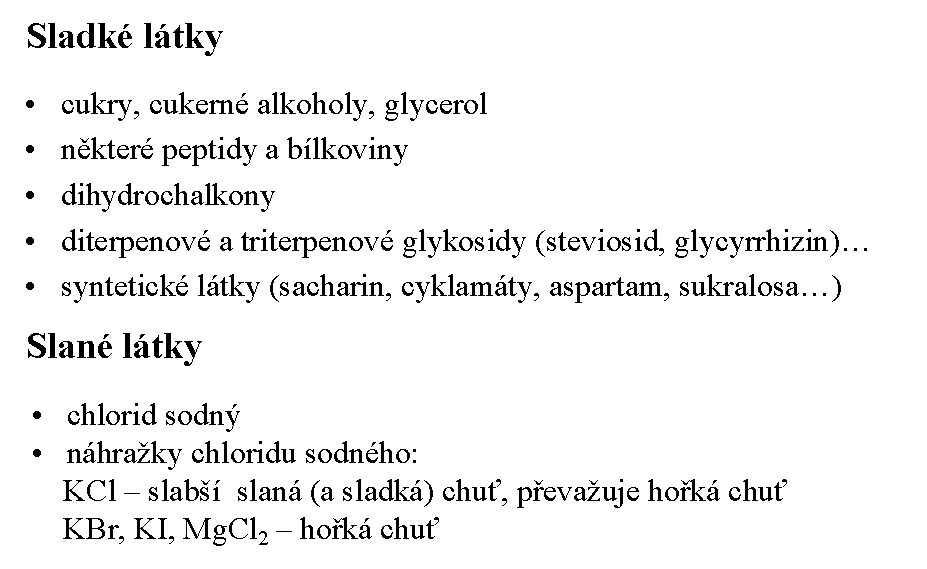 Sladké látky
• cukry, cukerné alkoholy, glycerol
• některé peptidy a bílkoviny
• dihydrochalkony
• diterpenové a triterpenové glykosidy (steviosid, glycyrrhizin)…
• syntetické látky (sacharin, cyklamáty, aspartam, sukralosa…)
Slané látky
• chlorid sodný
• náhražky chloridu sodného:
KCl – slabší slaná (a sladká) chuť, převažuje hořká chuť
KBr, KI, MgCl₂ – hořká chuť